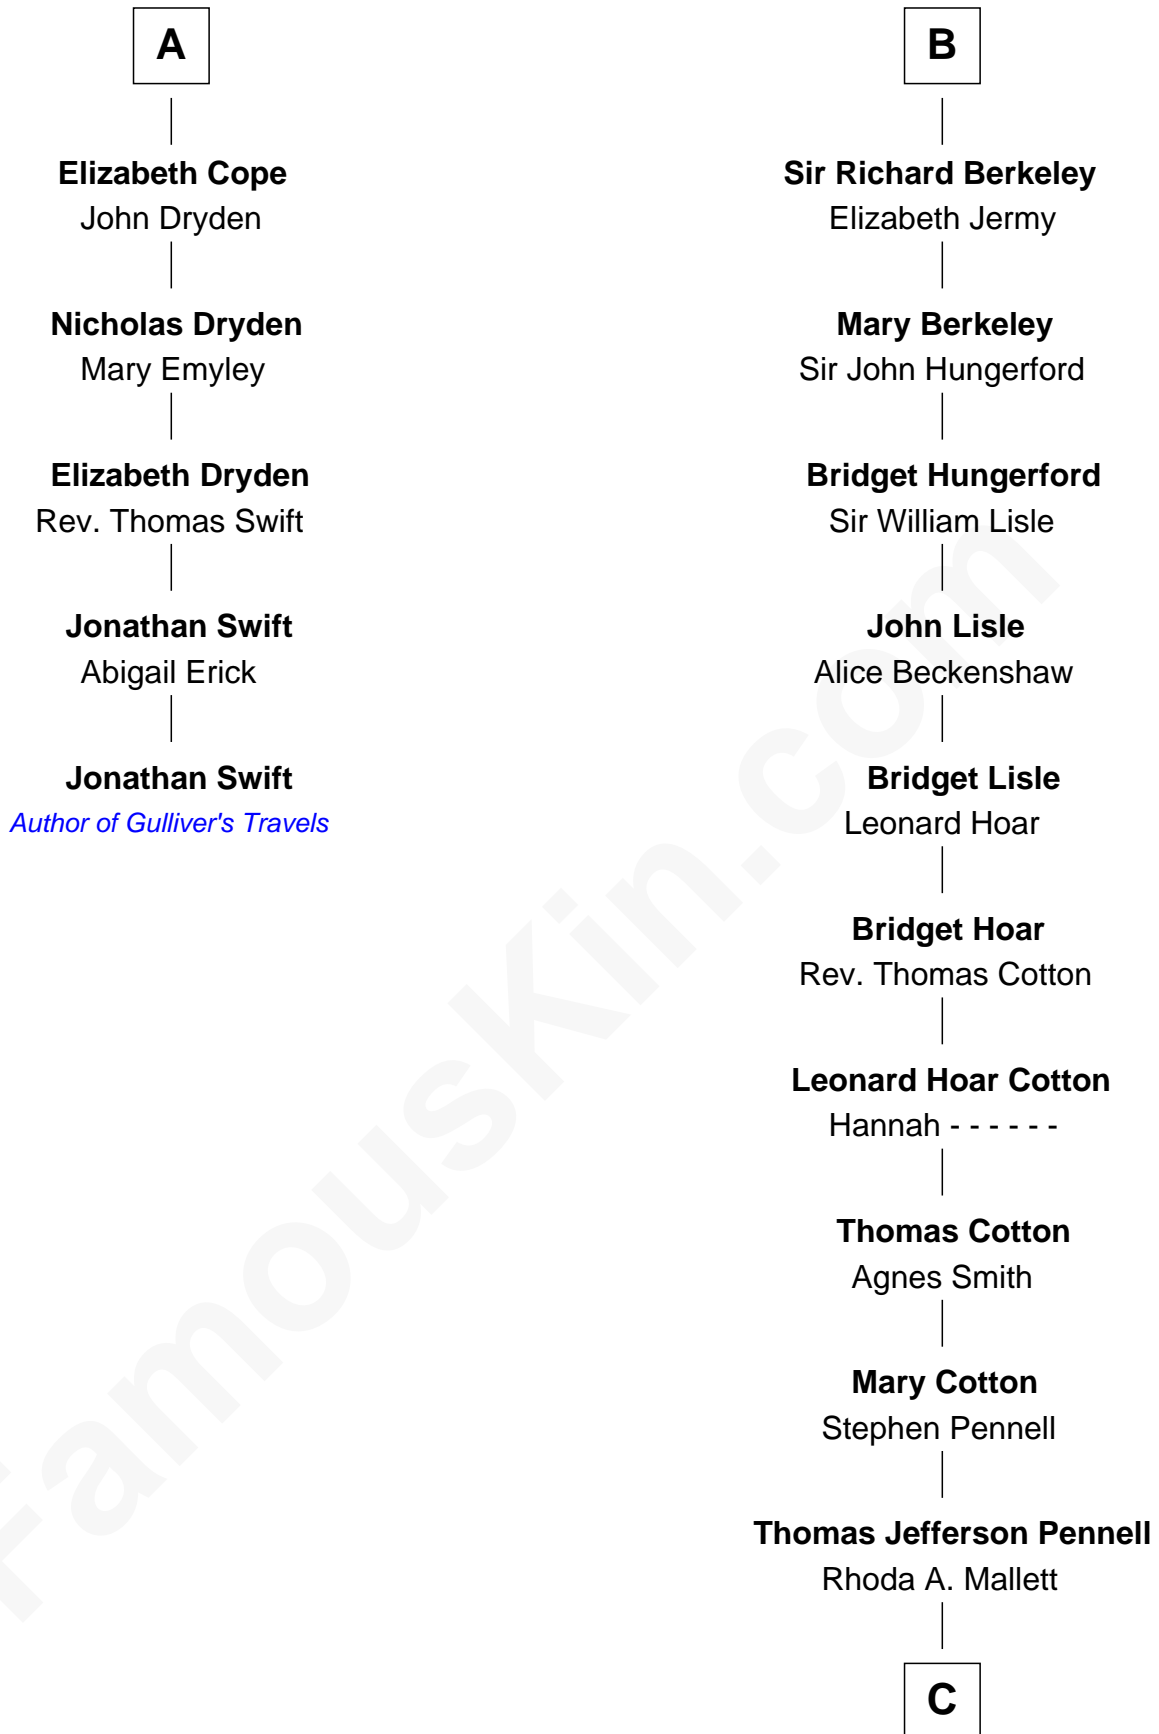 A
Elizabeth Cope
John Dryden
Nicholas Dryden
Mary Emyley
Elizabeth Dryden
Rev. Thomas Swift
Jonathan Swift
Abigail Erick
Jonathan Swift
Author of Gulliver's Travels
B
Sir Richard Berkeley
Elizabeth Jermy
Mary Berkeley
Sir John Hungerford
Bridget Hungerford
Sir William Lisle
John Lisle
Alice Beckenshaw
Bridget Lisle
Leonard Hoar
Bridget Hoar
Rev. Thomas Cotton
Leonard Hoar Cotton
Hannah - - - - - -
Thomas Cotton
Agnes Smith
Mary Cotton
Stephen Pennell
Thomas Jefferson Pennell
Rhoda A. Mallett
C
FamousKin.com